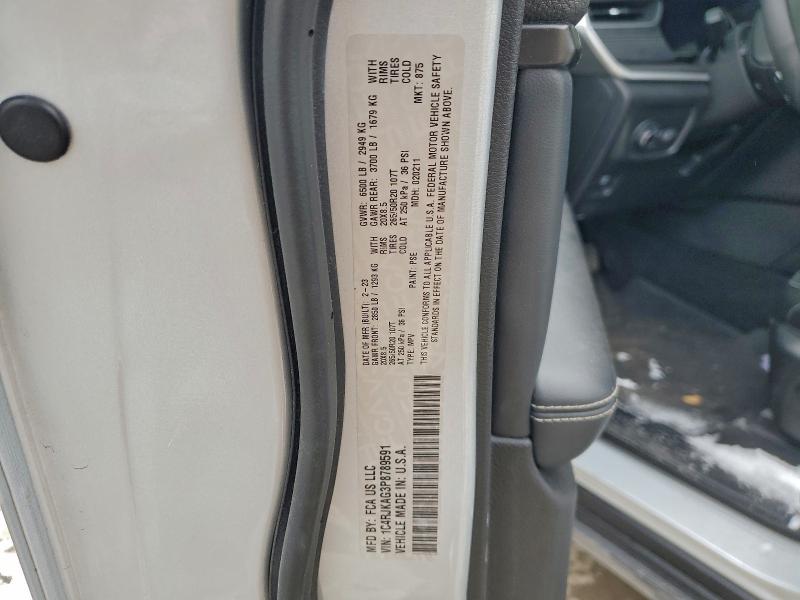 MFD BY: FCA US LLC
VIN: 1C4RJKAG3P8789591
VEHICLE MADE IN: U.S.A.
DATE OF MFR (BUILT) 2-23 GVWR: 6500 LB / 2949 KG
GAWR FRONT: 2850 LB / 1293 KG WITH GAWR REAR: 3700 LB / 1679 KG WITH
20X8.5 RIMS 20X8.5 RIMS
265/50R20 107T TIRES 265/50R20 107T TIRES
AT 250 kPa / 36 PSI COLD AT 250 kPa / 36 PSI COLD
TYPE: MPV PAINT: PSE MDH: 020211 MKT: 875
THIS VEHICLE CONFORMS TO ALL APPLICABLE U.S.A. FEDERAL MOTOR VEHICLE SAFETY
STANDARDS IN EFFECT ON THE DATE OF MANUFACTURE SHOWN ABOVE.